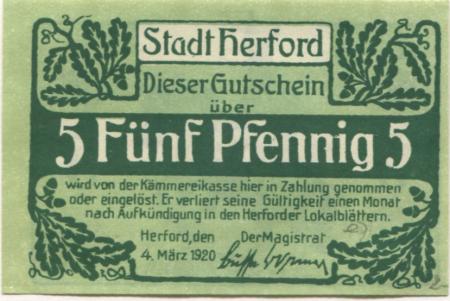 Stadt Herford
Dieser Gutschein
über
5 Fünf Pfennig 5
wird von der Kämmereikasse hier in Zahlung genommen
oder eingelöst. Er verliert seine Gültigkeit einen Monat
nach Aufkündigung in den Herforder Lokalblättern.
Herford, den Der Magistrat
4. März 1920